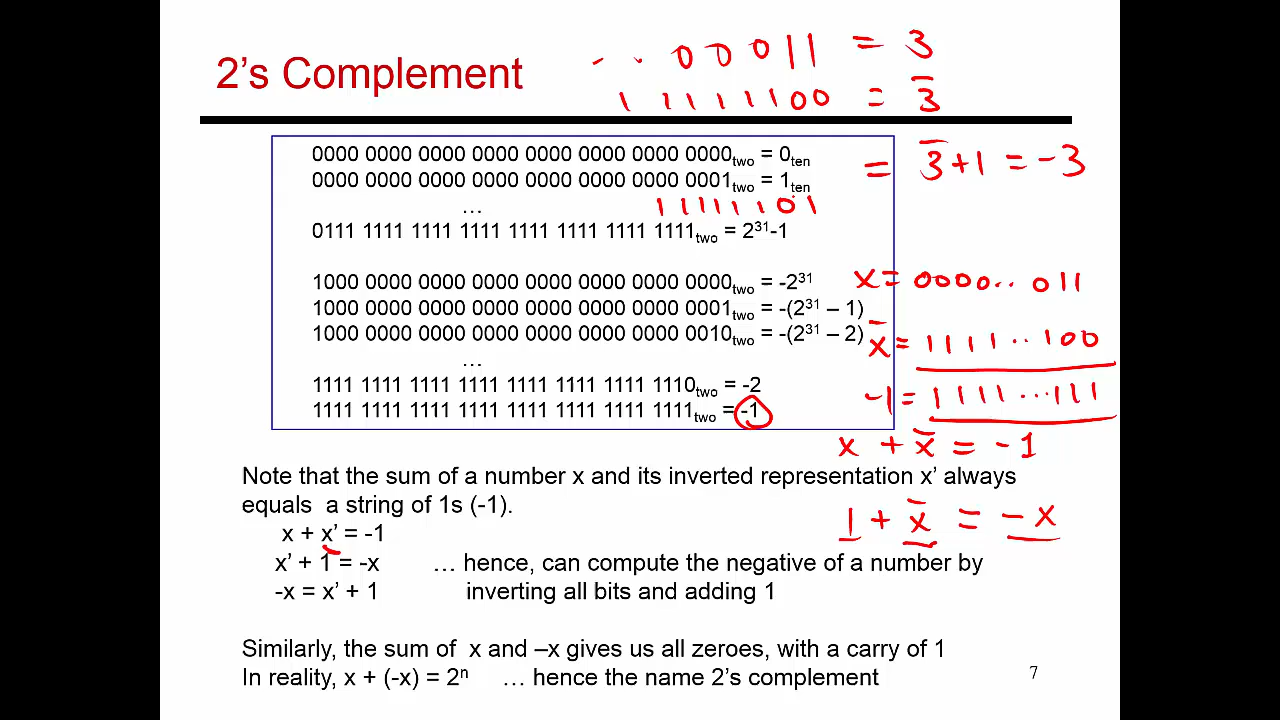 2's Complement
.. 00011 = 3
1 1111100 = 3̅
= 3̅+1 = -3
0000 0000 0000 0000 0000 0000 0000 0000two = 0ten
0000 0000 0000 0000 0000 0000 0000 0001two = 1ten
…
11111101
0111 1111 1111 1111 1111 1111 1111 1111two = 2³¹-1
1000 0000 0000 0000 0000 0000 0000 0000two = -2³¹
1000 0000 0000 0000 0000 0000 0000 0001two = -(2³¹ – 1)
1000 0000 0000 0000 0000 0000 0000 0010two = -(2³¹ – 2)
…
1111 1111 1111 1111 1111 1111 1111 1110two = -2
1111 1111 1111 1111 1111 1111 1111 1111two = -1
x = 0000.. 011
x̅ = 1111..100
-1 = 1111...111
x + x̅ = -1
1 + x̅ = -x
Note that the sum of a number x and its inverted representation x' always
equals a string of 1s (-1).
x + x' = -1
x' + 1 = -x … hence, can compute the negative of a number by
-x = x' + 1 inverting all bits and adding 1
Similarly, the sum of x and –x gives us all zeroes, with a carry of 1
In reality, x + (-x) = 2ⁿ … hence the name 2's complement
7